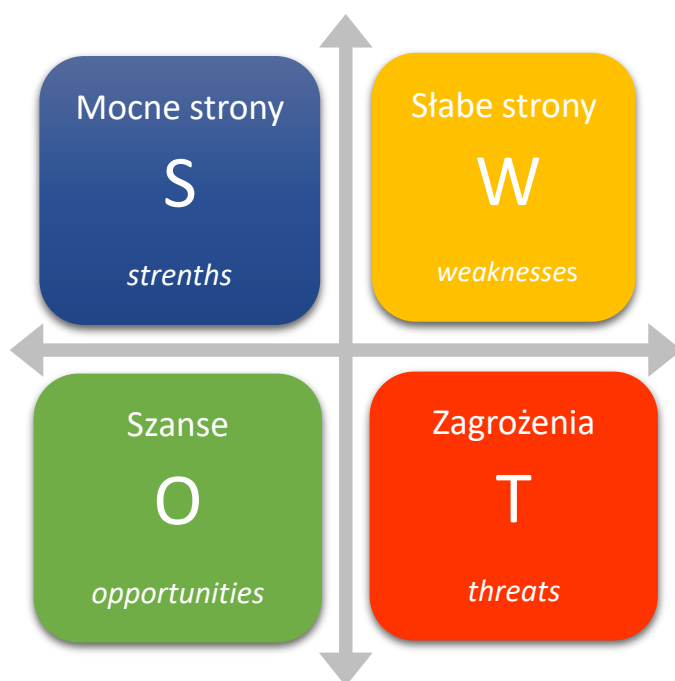 Mocne strony
S
strenths
Słabe strony
W
weaknesses
Szanse
O
opportunities
Zagrożenia
T
threats